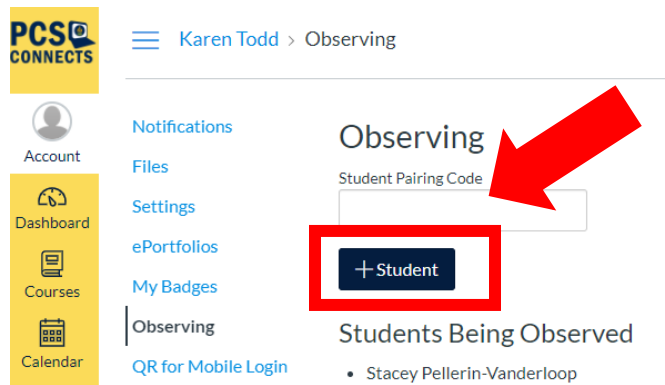 PCS
CONNECTS
Karen Todd > Observing
Account
Dashboard
Courses
Calendar
Notifications
Files
Settings
ePortfolios
My Badges
Observing
QR for Mobile Login
Observing
Student Pairing Code
+ Student
Students Being Observed
• Stacey Pellerin-Vanderloop